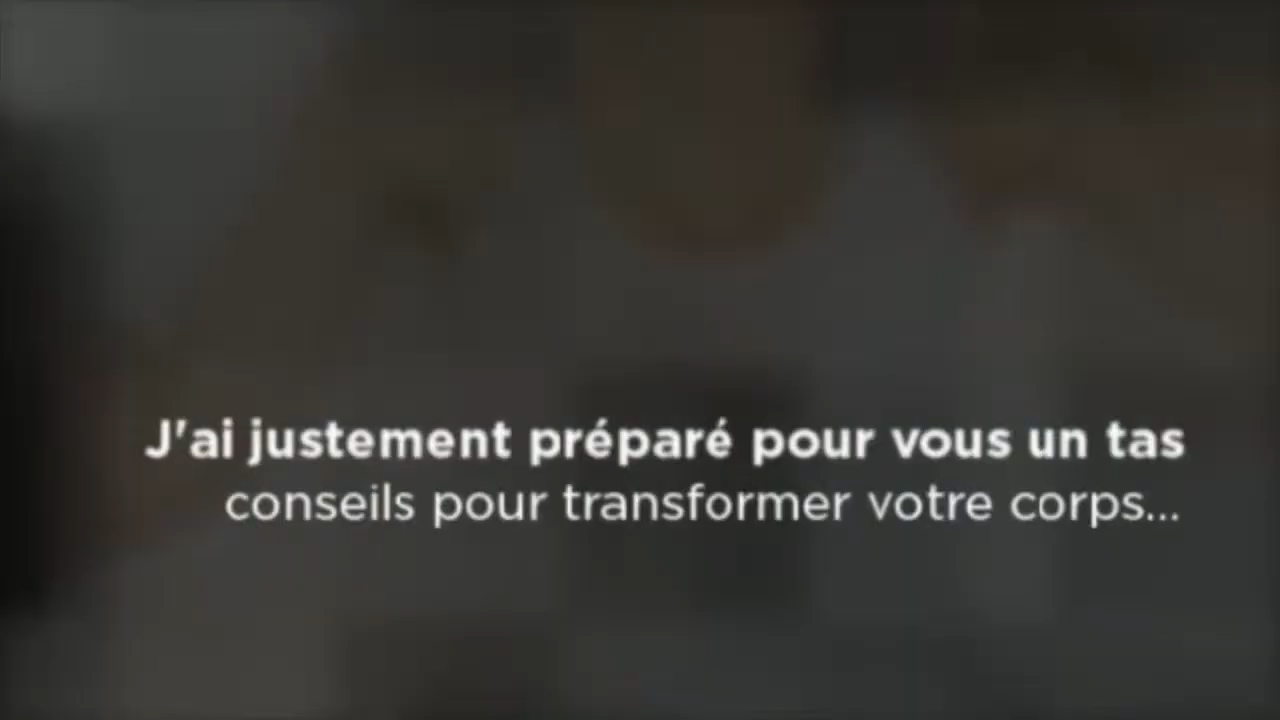 J'ai justement préparé pour vous un tas
conseils pour transformer votre corps...